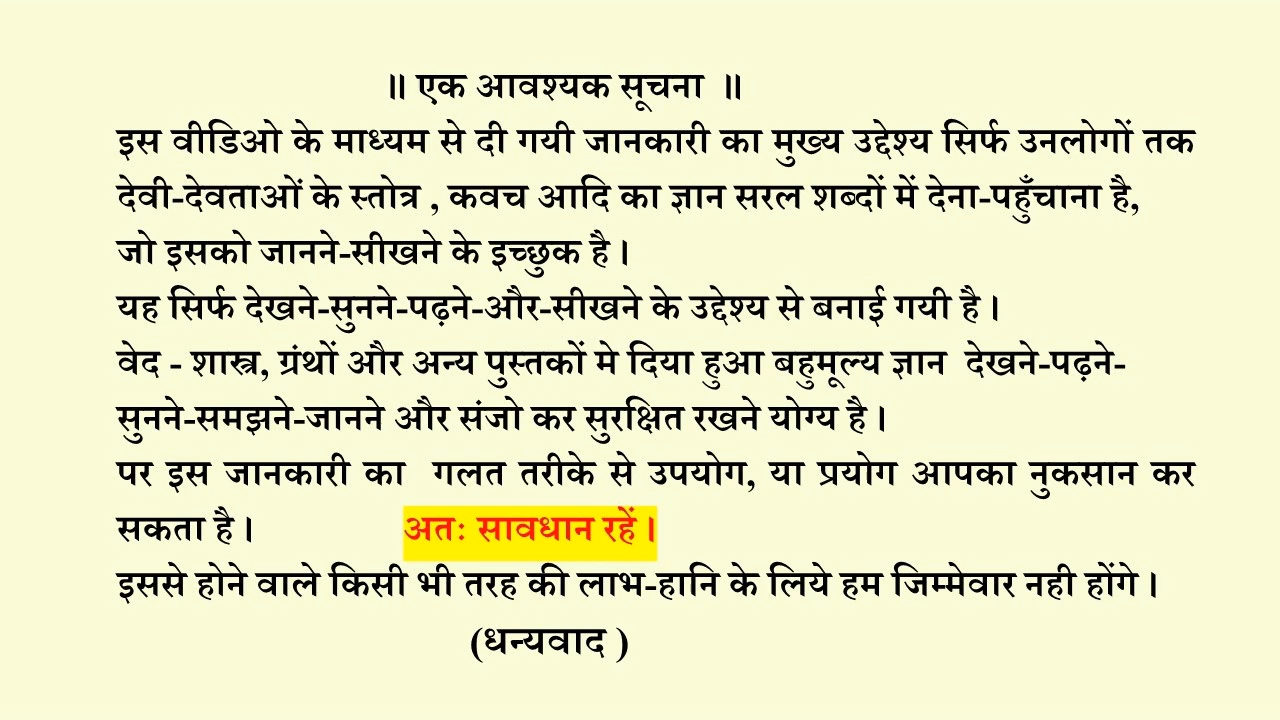 ॥ एक आवश्यक सूचना ॥
इस वीडिओ के माध्यम से दी गयी जानकारी का मुख्य उद्देश्य सिर्फ उनलोगों तक
देवी-देवताओं के स्तोत्र , कवच आदि का ज्ञान सरल शब्दों में देना-पहुँचाना है,
जो इसको जानने-सीखने के इच्छुक है।
यह सिर्फ देखने-सुनने-पढ़ने-और-सीखने के उद्देश्य से बनाई गयी है।
वेद - शास्त्र, ग्रंथों और अन्य पुस्तकों मे दिया हुआ बहुमूल्य ज्ञान देखने-पढ़ने-
सुनने-समझने-जानने और संजो कर सुरक्षित रखने योग्य है।
पर इस जानकारी का गलत तरीके से उपयोग, या प्रयोग आपका नुकसान कर
सकता है। अतः सावधान रहें।
इससे होने वाले किसी भी तरह की लाभ-हानि के लिये हम जिम्मेवार नही होंगे।
(धन्यवाद )